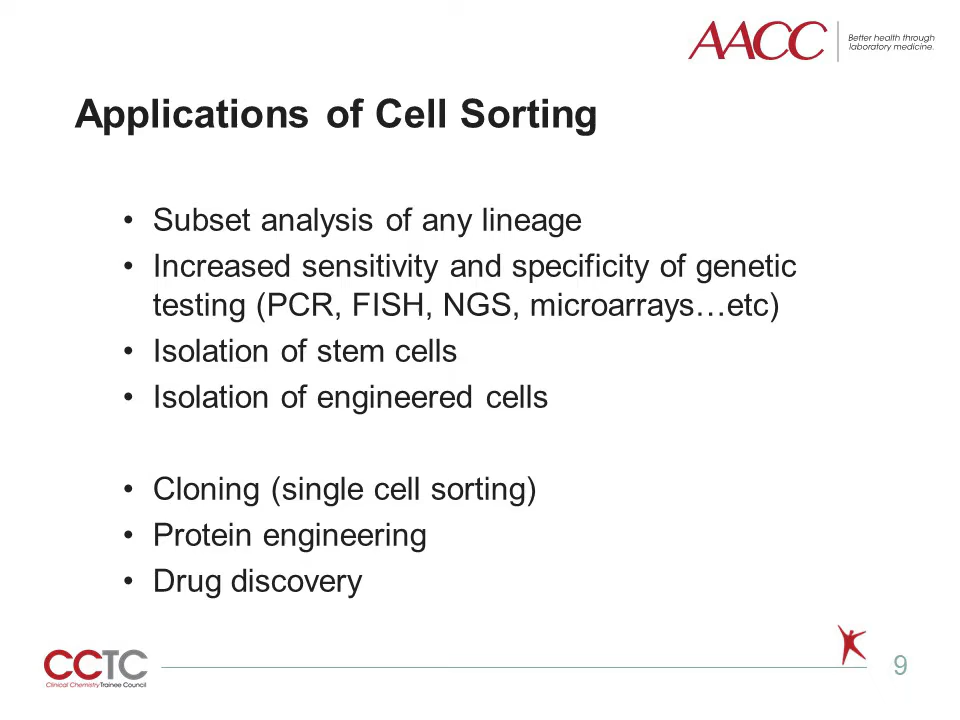 AACC
Better health through
laboratory medicine.
Applications of Cell Sorting
• Subset analysis of any lineage
• Increased sensitivity and specificity of genetic
testing (PCR, FISH, NGS, microarrays…etc)
• Isolation of stem cells
• Isolation of engineered cells
• Cloning (single cell sorting)
• Protein engineering
• Drug discovery
CCTC
Clinical Chemistry Trainee Council
9